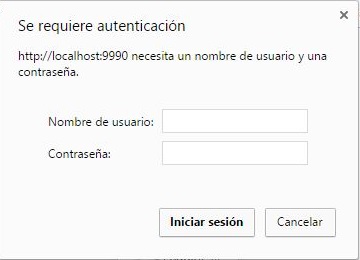 Se requiere autenticación
http://localhost:9990 necesita un nombre de usuario y una
contraseña.
Nombre de usuario:
Contraseña:
Iniciar sesión
Cancelar